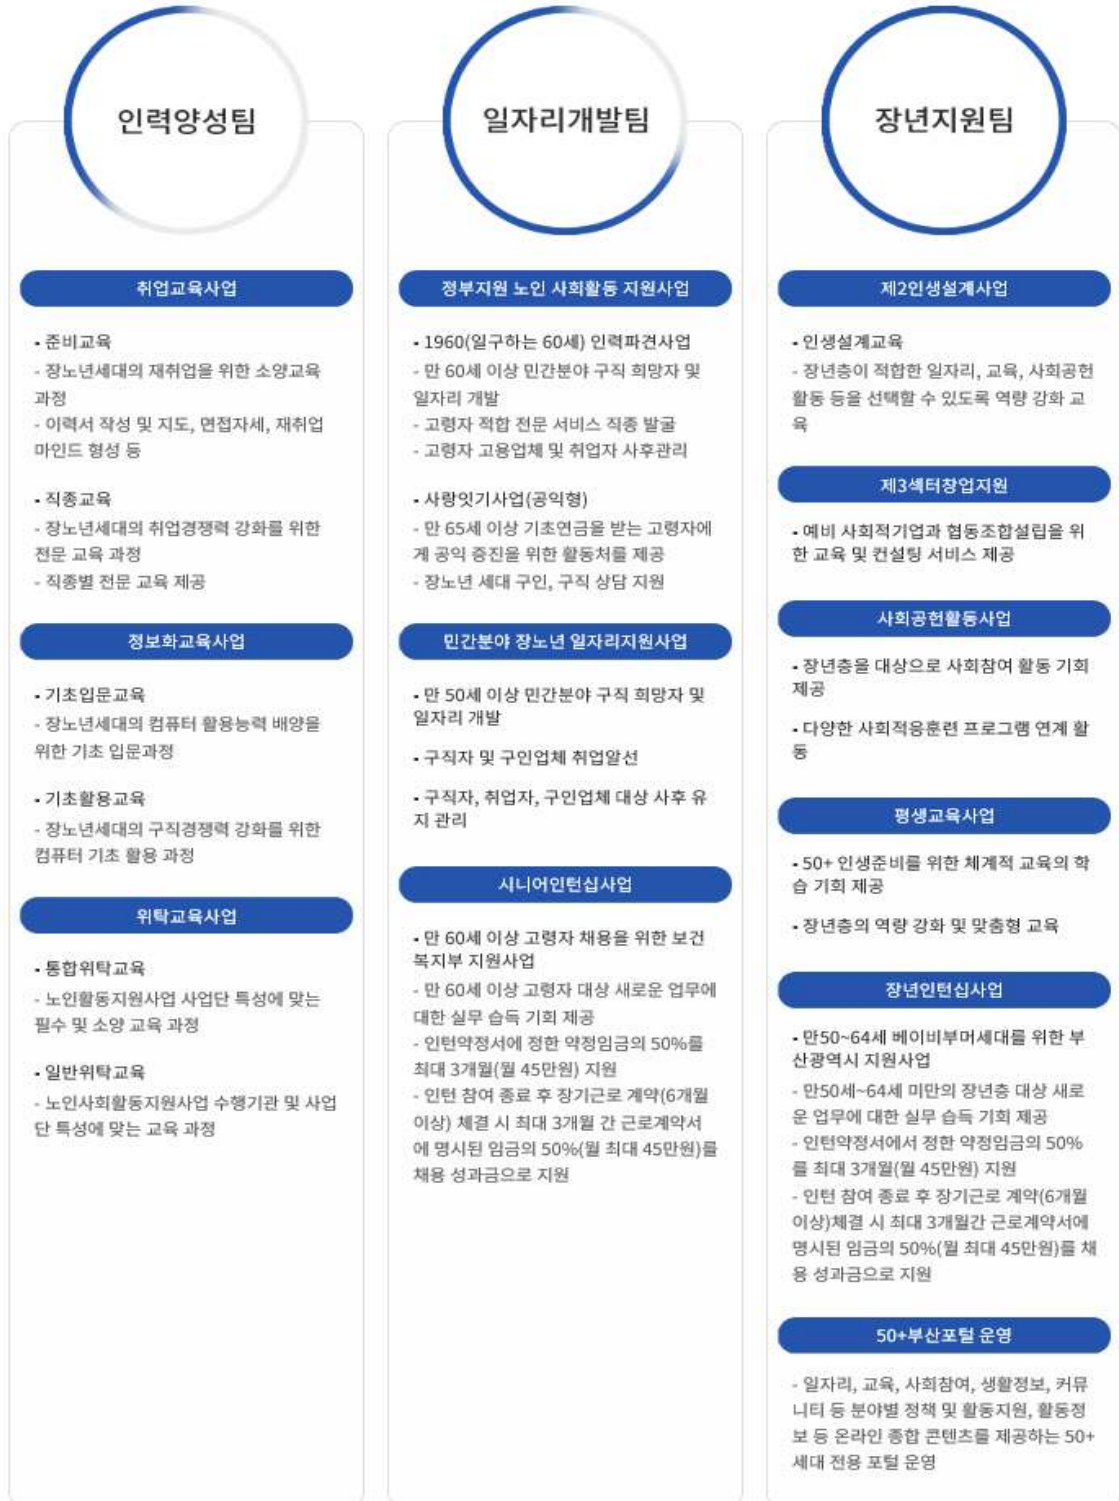 인력양성팀
취업교육사업
- 준비교육
- 장노년세대의 재취업을 위한 소양교육
과정
- 이력서 작성 및 지도, 면접자세, 재취업
마인드 형성 등
- 직종교육
- 장노년세대의 취업경쟁력 강화를 위한
전문 교육 과정
- 직종별 전문 교육 제공
정보화교육사업
- 기초입문교육
- 장노년세대의 컴퓨터 활용능력 배양을
위한 기초 입문과정
- 기초활용교육
- 장노년세대의 구직경쟁력 강화를 위한
컴퓨터 기초 활용 과정
위탁교육사업
- 통합위탁교육
- 노인활동지원사업 사업단 특성에 맞는
필수 및 소양 교육 과정
- 일반위탁교육
- 노인사회활동지원사업 수행기관 및 사업
단 특성에 맞는 교육 과정
일자리개발팀
정부지원 노인 사회활동 지원사업
- 1960(일구하는 60세) 인력파견사업
- 만 60세 이상 민간분야 구직 희망자 및
일자리 개발
- 고령자 적합 전문 서비스 직종 발굴
- 고령자 고용업체 및 취업자 사후관리
- 사랑잇기사업(공익형)
- 만 65세 이상 기초연금을 받는 고령자에
게 공익 증진을 위한 활동처를 제공
- 장노년 세대 구인, 구직 상담 지원
민간분야 장노년 일자리지원사업
- 만 50세 이상 민간분야 구직 희망자 및
일자리 개발
- 구직자 및 구인업체 취업알선
- 구직자, 취업자, 구인업체 대상 사후 유
지 관리
시니어인턴십사업
- 만 60세 이상 고령자 채용을 위한 보건
복지부 지원사업
- 만 60세 이상 고령자 대상 새로운 업무에
대한 실무 습득 기회 제공
- 인턴약정서에 정한 약정임금의 50%를
최대 3개월(월 45만원) 지원
- 인턴 참여 종료 후 장기근로 계약(6개월
이상) 체결 시 최대 3개월 간 근로계약서
에 명시된 임금의 50%(월 최대 45만원)를
채용 성과금으로 지원
장년지원팀
제2인생설계사업
- 인생설계교육
- 장년층이 적합한 일자리, 교육, 사회공헌
활동 등을 선택할 수 있도록 역량 강화 교
육
제3섹터창업지원
- 예비 사회적기업과 협동조합설립을 위
한 교육 및 컨설팅 서비스 제공
사회공헌활동사업
- 장년층을 대상으로 사회참여 활동 기회
제공
- 다양한 사회적응훈련 프로그램 연계 활
동
평생교육사업
- 50+ 인생준비를 위한 체계적 교육의 학
습 기회 제공
- 장년층의 역량 강화 및 맞춤형 교육
장년인턴십사업
- 만50~64세 베이비부머세대를 위한 부
산광역시 지원사업
- 만50세~64세 미만의 장년층 대상 새로
운 업무에 대한 실무 습득 기회 제공
- 인턴약정서에서 정한 약정임금의 50%
를 최대 3개월(월 45만원) 지원
- 인턴 참여 종료 후 장기근로 계약(6개월
이상)체결 시 최대 3개월간 근로계약서에
명시된 임금의 50%(월 최대 45만원)를 채
용 성과금으로 지원
50+부산포털 운영
- 일자리, 교육, 사회참여, 생활정보, 커뮤
니티 등 분야별 정책 및 활동지원, 활동정
보 등 온라인 종합 콘텐츠를 제공하는 50+
세대 전용 포털 운영